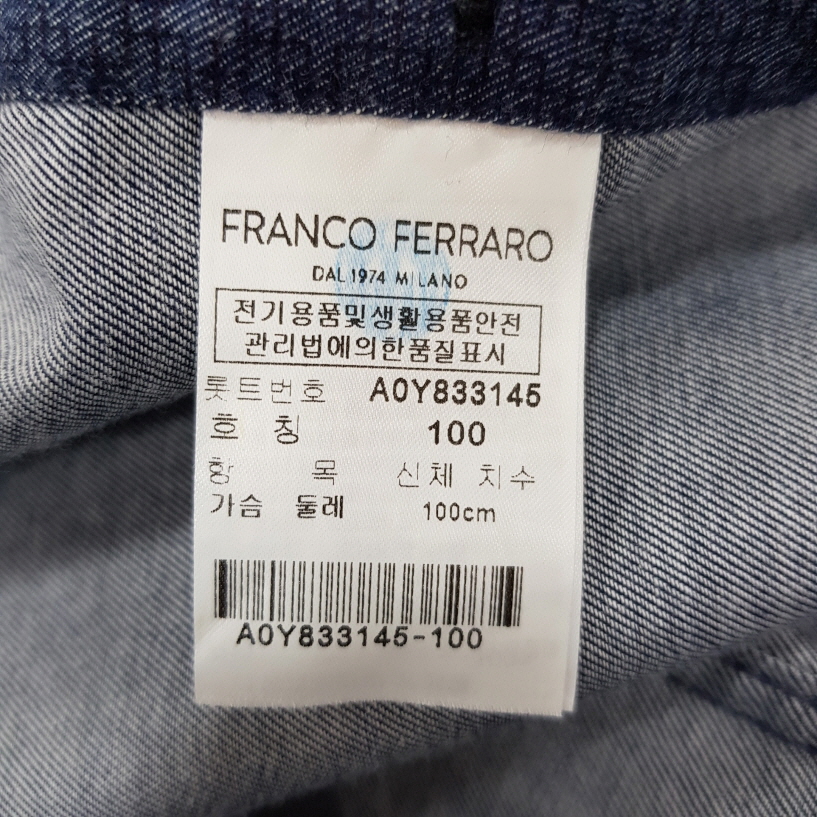 FRANCO FERRARO
DAL 1974 MILANO
전기용품및생활용품안전
관리법에의한품질표시
롯트번호 A0Y833145
호 칭 100
항 목 신체 치수
가슴 둘레 100cm
A0Y833145-100